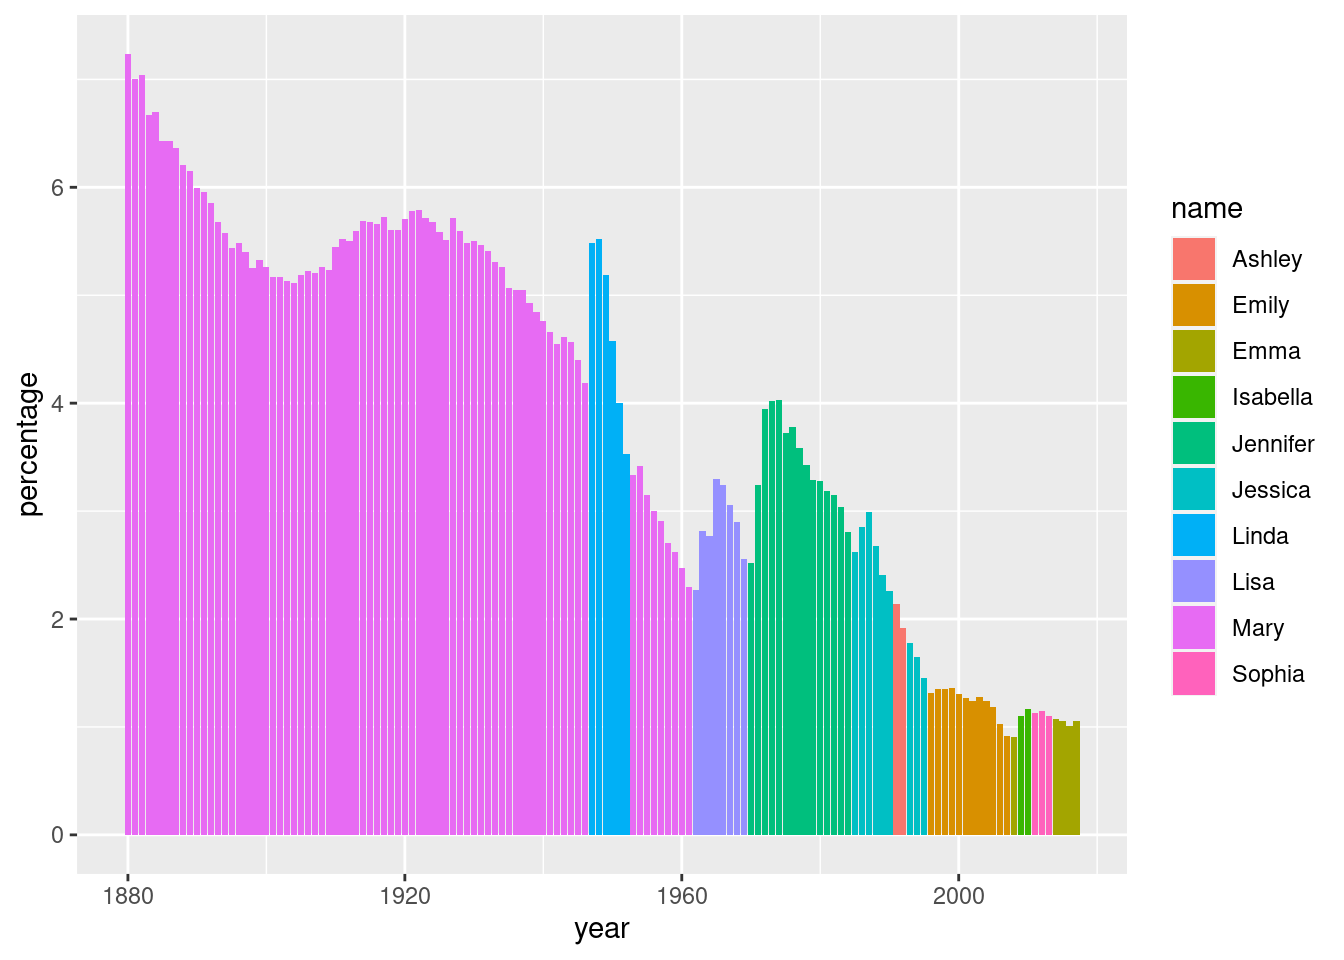 percentage
6
4
2
0
1880 1920 1960 2000
year
name
Ashley
Emily
Emma
Isabella
Jennifer
Jessica
Linda
Lisa
Mary
Sophia